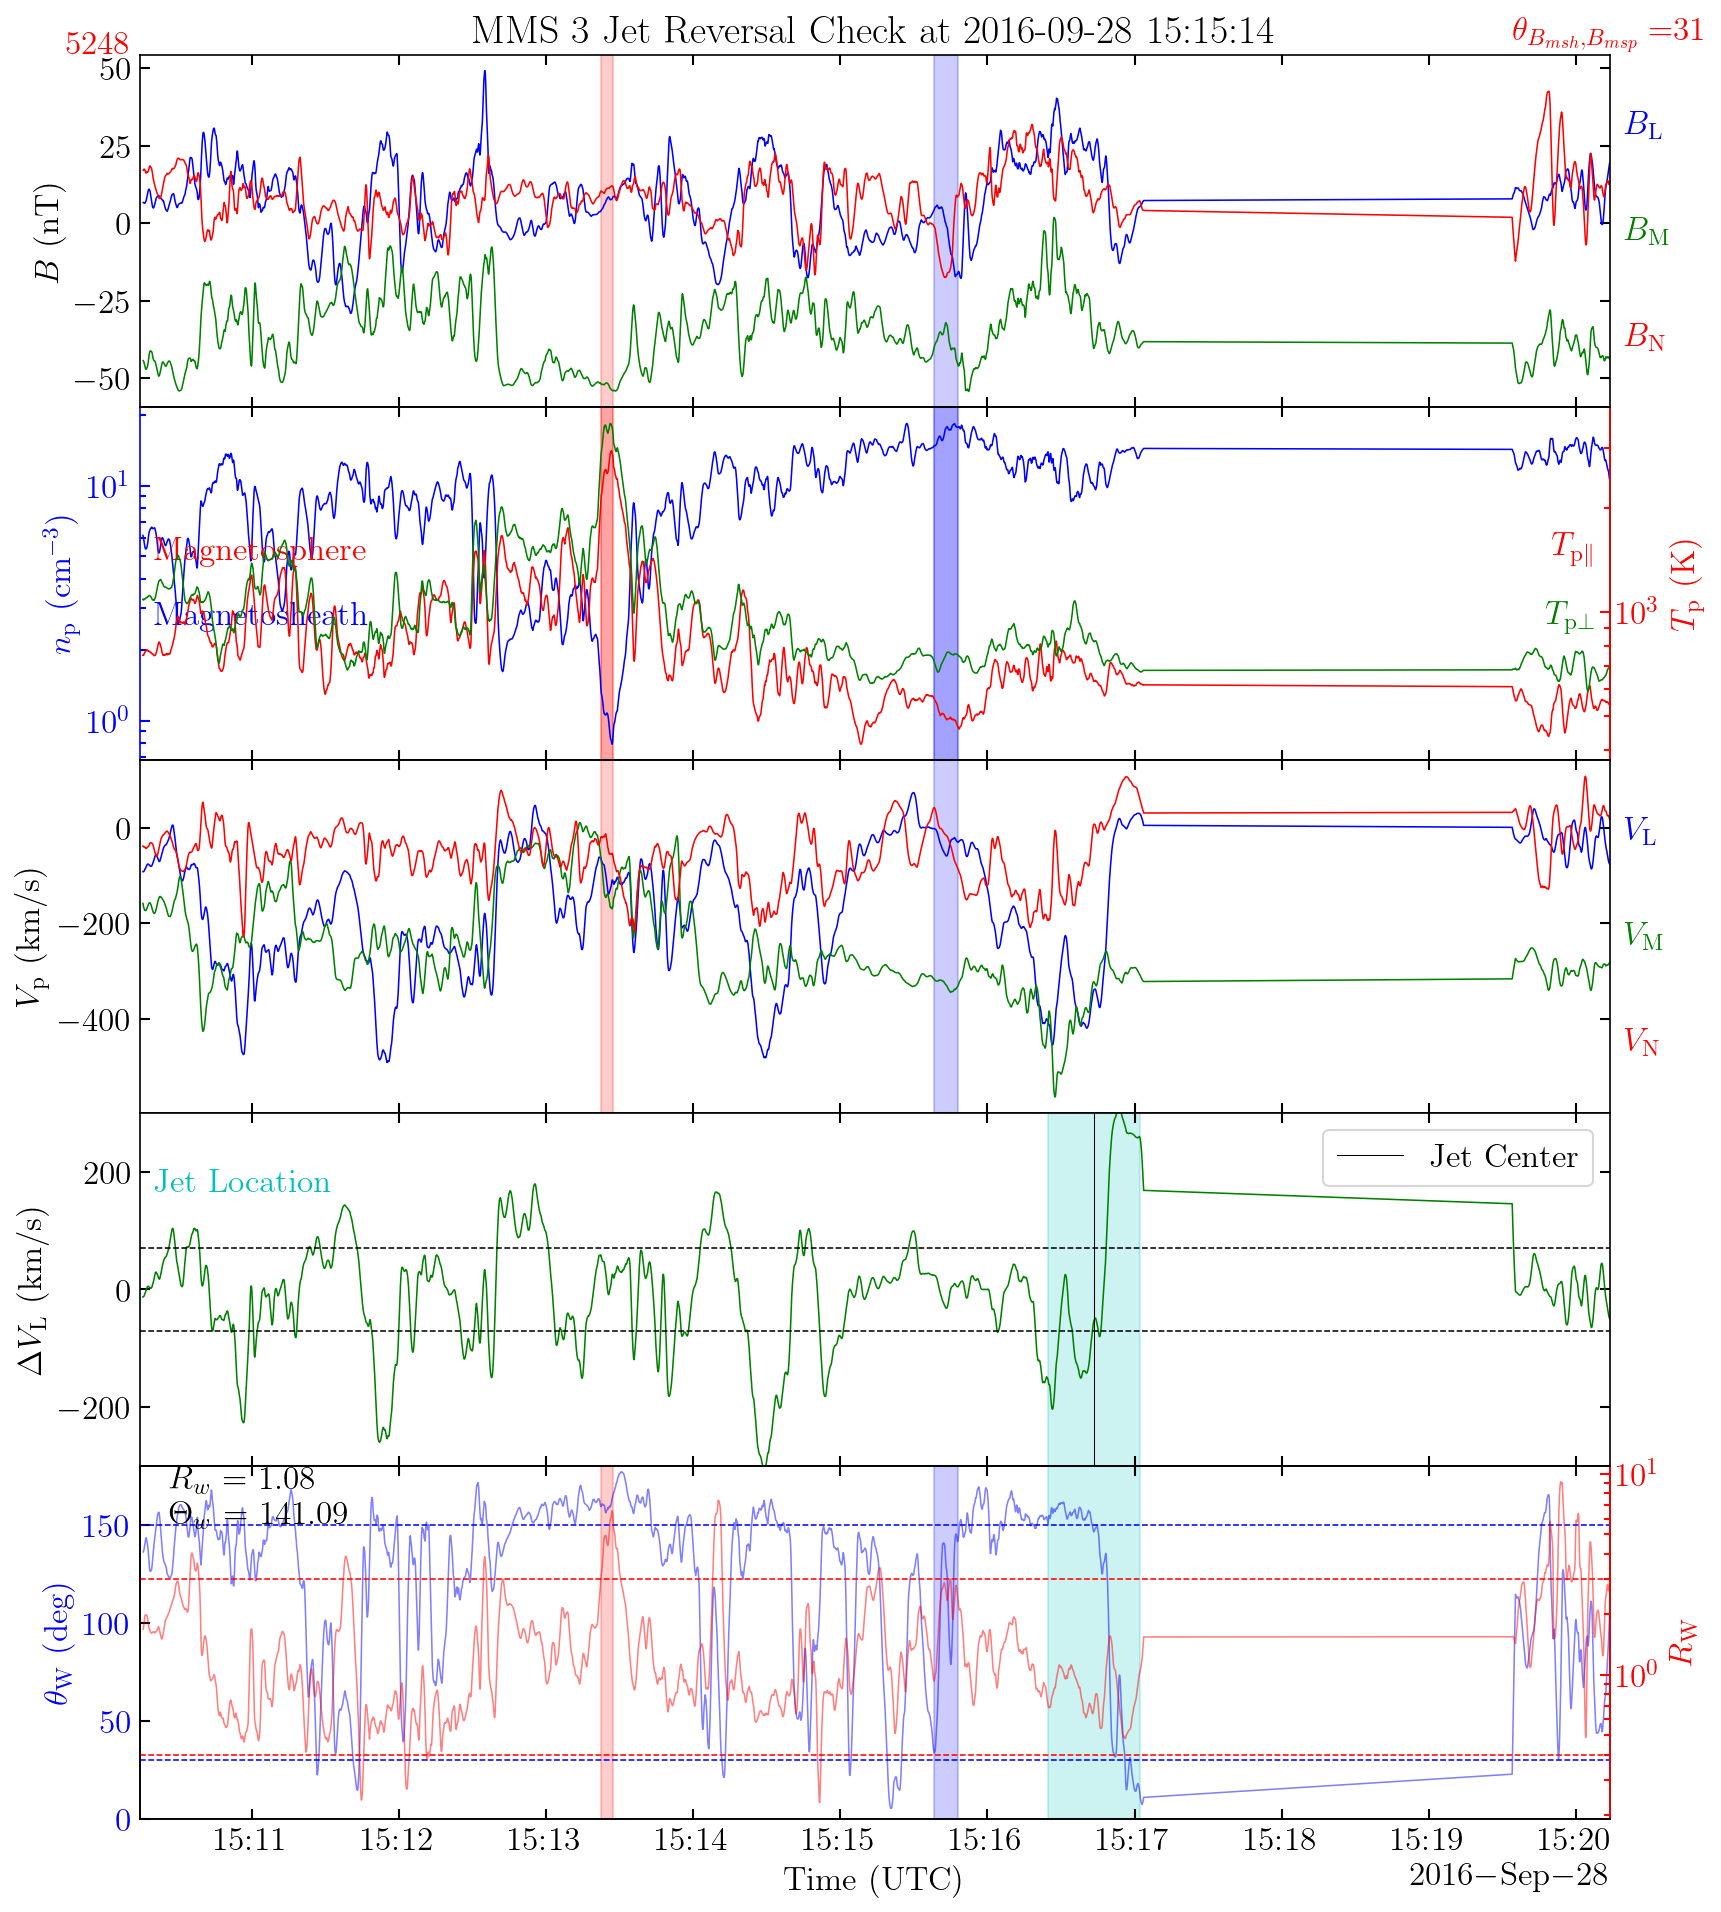 MMS 3 Jet Reversal Check at 2016-09-28 15:15:14
5248
θ_{B_{msh},B_{msp}} =31
50
25
0
−25
−50
B (nT)
B_L
B_M
B_N
10^1
10^0
n_p (cm^{−3})
Magnetosphere
Magnetosheath
T_{p∥}
T_{p⊥}
10^3
T_p (K)
0
−200
−400
V_p (km/s)
V_L
V_M
V_N
200
0
−200
ΔV_L (km/s)
Jet Location
Jet Center
R_w = 1.08
Θ_w = 141.09
150
100
50
0
θ_W (deg)
10^1
10^0
R_W
15:11 15:12 15:13 15:14 15:15 15:16 15:17 15:18 15:19 15:20
Time (UTC)
2016−Sep−28